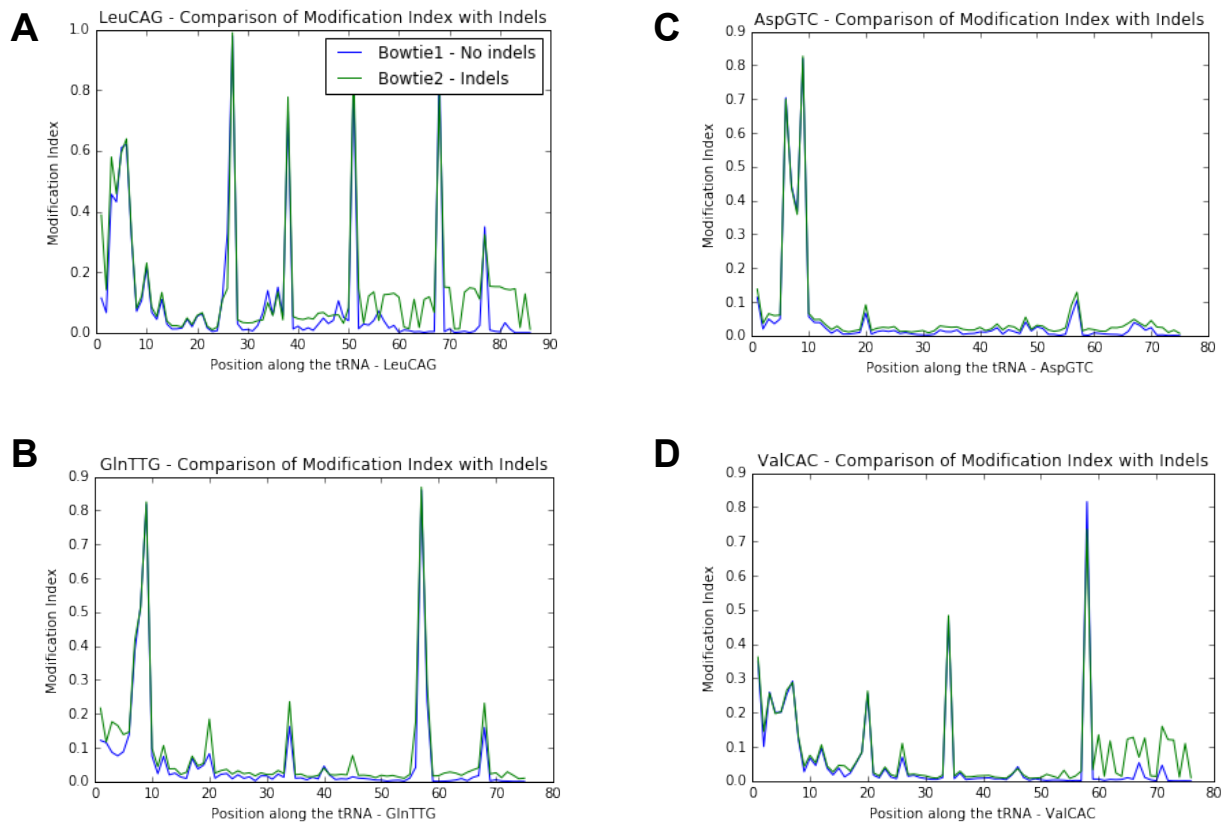 A
LeuCAG - Comparison of Modification Index with Indels
1.0
0.8
0.6
0.4
0.2
0.0
Modification Index
Bowtie1 - No indels
Bowtie2 - Indels
0 10 20 30 40 50 60 70 80 90
Position along the tRNA - LeuCAG
C
AspGTC - Comparison of Modification Index with Indels
0.9
0.8
0.7
0.6
0.5
0.4
0.3
0.2
0.1
0.0
Modification Index
0 10 20 30 40 50 60 70 80
Position along the tRNA - AspGTC
B
GlnTTG - Comparison of Modification Index with Indels
0.9
0.8
0.7
0.6
0.5
0.4
0.3
0.2
0.1
0.0
Modification Index
0 10 20 30 40 50 60 70 80
Position along the tRNA - GlnTTG
D
ValCAC - Comparison of Modification Index with Indels
0.9
0.8
0.7
0.6
0.5
0.4
0.3
0.2
0.1
0.0
Modification Index
0 10 20 30 40 50 60 70 80
Position along the tRNA - ValCAC